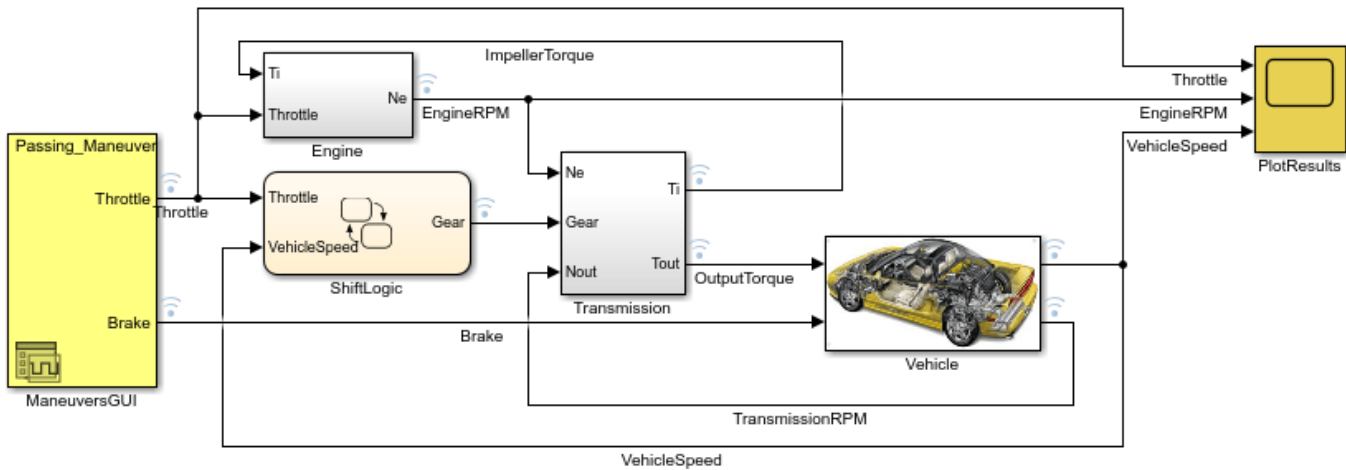 ImpellerTorque
Ti
Throttle
Ne
EngineRPM
Engine
Throttle
EngineRPM
VehicleSpeed
PlotResults
Passing_Maneuver
Throttle
Throttle
Brake
ManeuversGUI
Throttle
VehicleSpeed
Gear
ShiftLogic
Ne
Gear
Nout
Ti
Tout
Transmission
OutputTorque
Brake
Vehicle
TransmissionRPM
VehicleSpeed